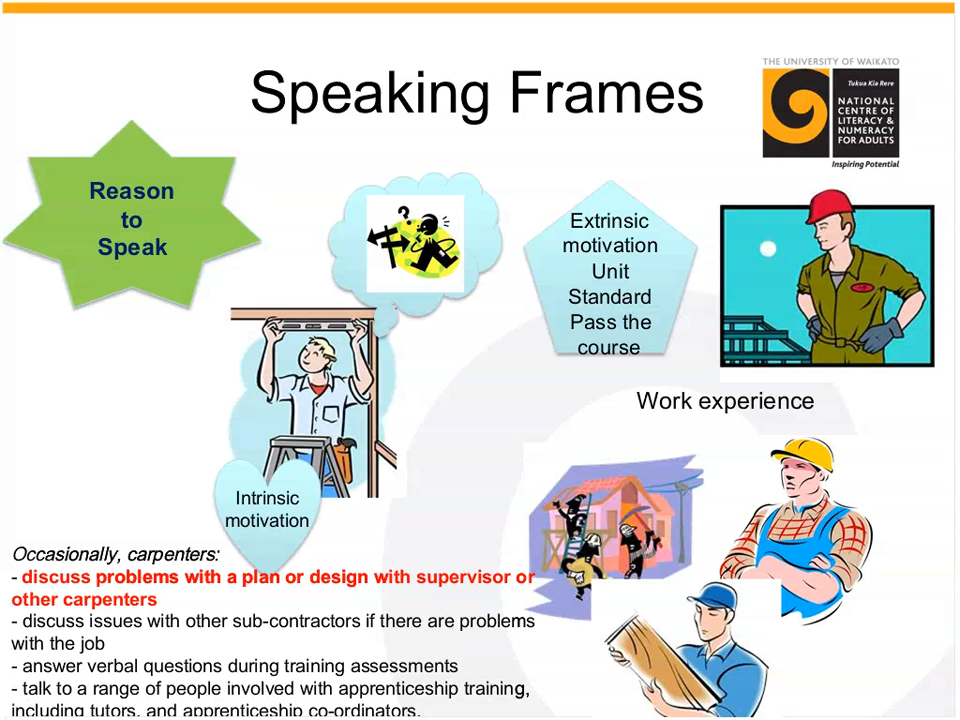 THE UNIVERSITY OF WAIKATO
Tukua Kia Rere
NATIONAL
CENTRE OF
LITERACY &
NUMERACY
FOR ADULTS
Inspiring Potential
Speaking Frames
Reason
to
Speak
?
Extrinsic
motivation
Unit
Standard
Pass the
course
Work experience
Intrinsic
motivation
Occasionally, carpenters:
- discuss problems with a plan or design with supervisor or
other carpenters
- discuss issues with other sub-contractors if there are problems
with the job
- answer verbal questions during training assessments
- talk to a range of people involved with apprenticeship training,
including tutors, and apprenticeship co-ordinators.